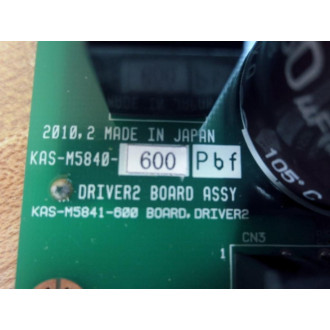 2010,2 MADE IN JAPAN
KAS-M5840-600 Pbf
DRIVER2 BOARD ASSY
KAS-M5841-600 BOARD,DRIVER2
CN3
1
105°C